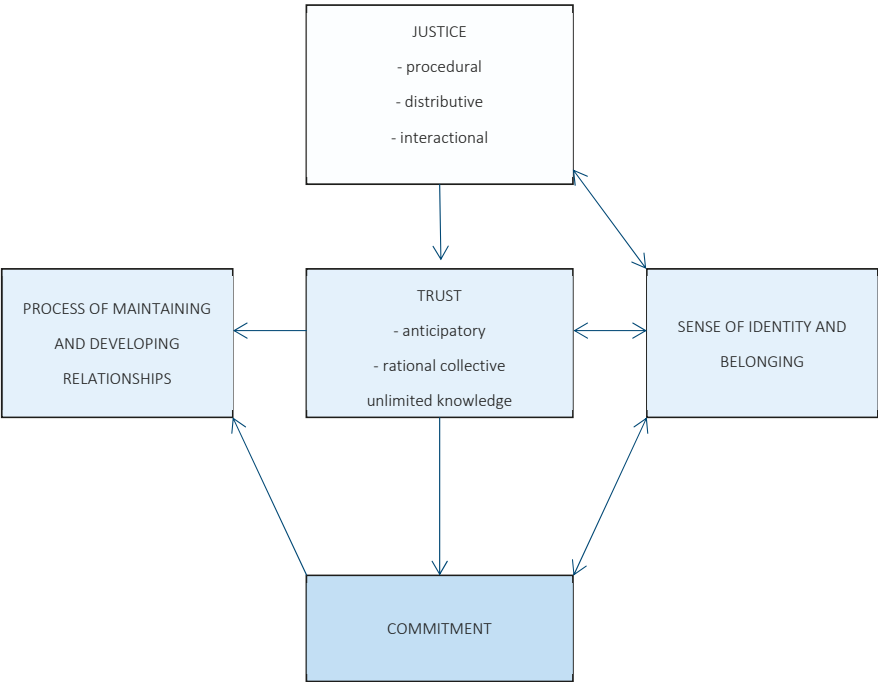 JUSTICE
- procedural
- distributive
- interactional
PROCESS OF MAINTAINING
AND DEVELOPING
RELATIONSHIPS
TRUST
- anticipatory
- rational collective
unlimited knowledge
SENSE OF IDENTITY AND
BELONGING
COMMITMENT